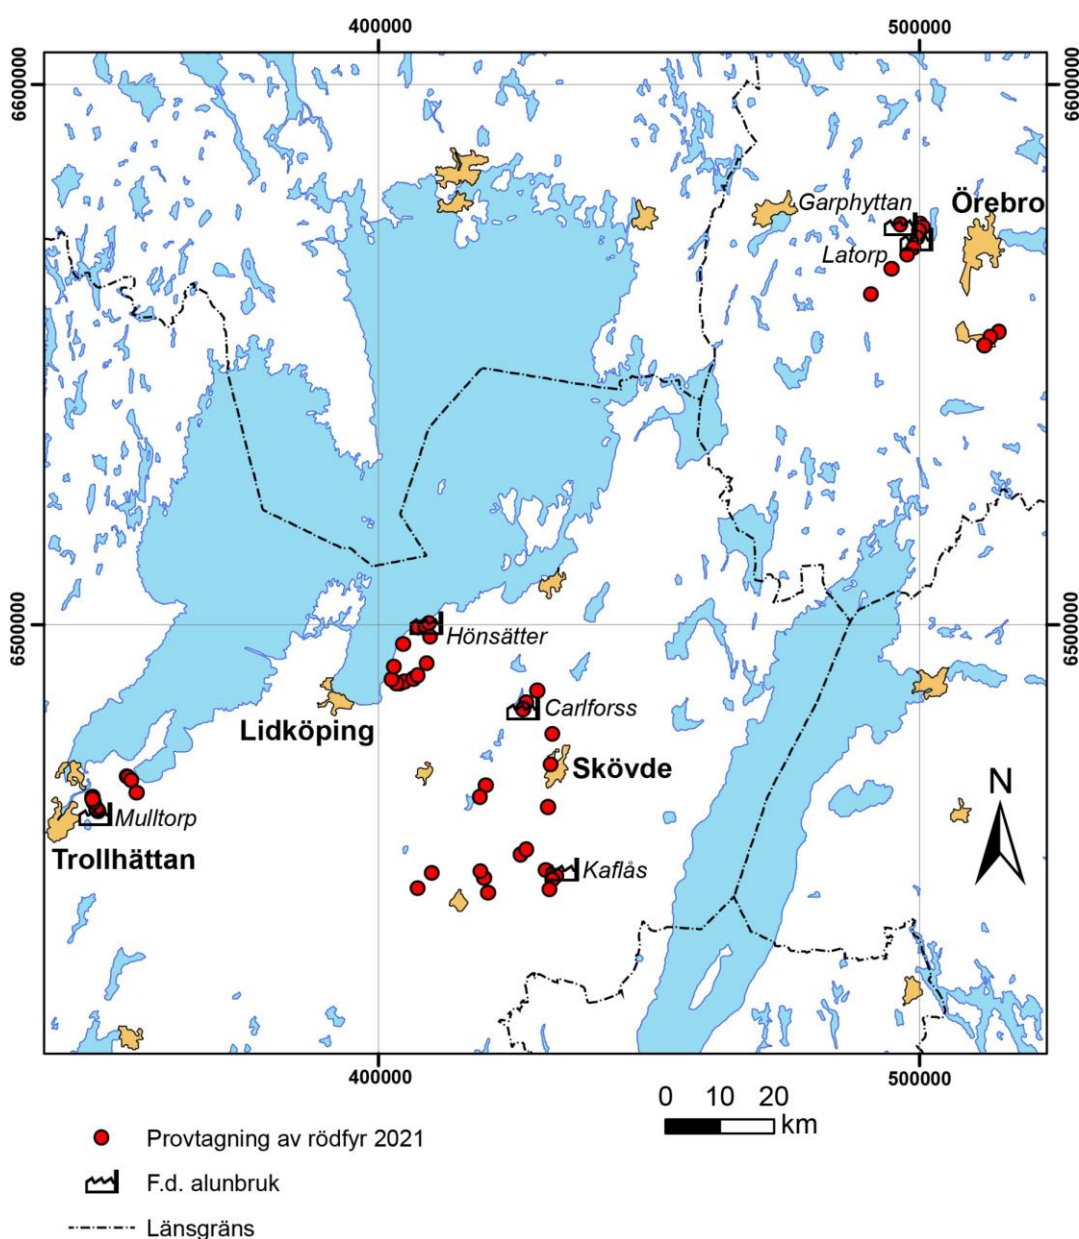 400000
500000
6600000
6600000
Garphyttan
Örebro
Latorp
6500000
6500000
Hönsätter
Lidköping
Carlforss
Skövde
Mulltorp
Trollhättan
Kaflås
N
400000
500000
0 10 20
km
Provtagning av rödfyr 2021
F.d. alunbruk
Länsgräns